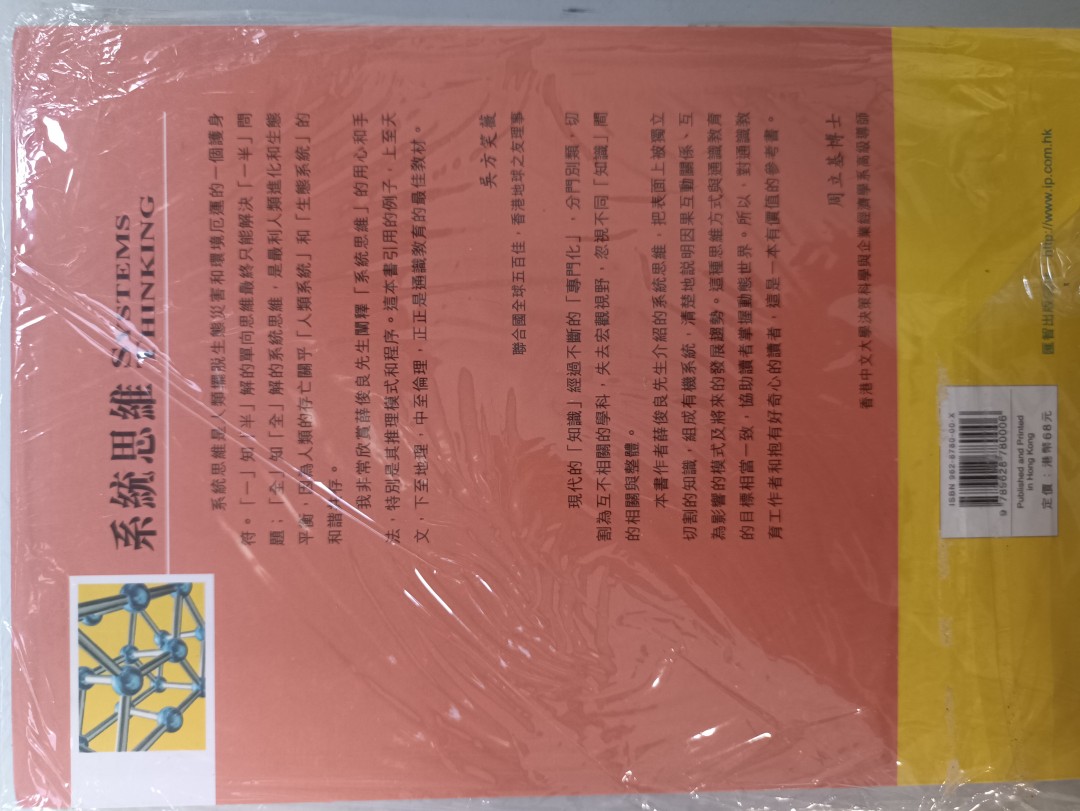 系統思維 SYSTEMS
THINKING
系統思維是人類擺脫生態災害和環境厄運的一個護身
符。「一」知「半」解的單向思維最終只能解決「一半」問
題；「全」知「全」解的系統思維，是最利人類進化和生態
平衡，因為人類的存亡關乎「人類系統」和「生態系統」的
和諧共存。
我非常欣賞薛俊良先生闡釋「系統思維」的用心和手
法，特別是其推理模式和程序。這本書引用的例子，上至天
文，下至地理，中至倫理，正正是通識教育的最佳教材。
吳方笑薇
聯合國全球五百佳，香港地球之友理事
現代的「知識」經過不斷的「專門化」，分門別類。切
割為互不相關的學科，失去宏觀視野，忽視不同「知識」間
的相關與整體。
本書作者薛俊良先生介紹的系統思維，把表面上被獨立
切割的知識，組成有機系統，清楚地說明因果互動關係、互
為影響的模式及將來的發展趨勢。這種思維方式與通識教育
的目標相當一致，協助讀者掌握動態世界。所以，對通識教
育工作者和抱有好奇心的讀者，這是一本有價值的參考書。
周立基博士
香港中文大學決策科學與企業經濟學系高級導師
ISBN 962-8780-00-X
9 789628 780006
Published and Printed
in Hong Kong
定價：港幣68元
匯智出版 http://www.ip.com.hk